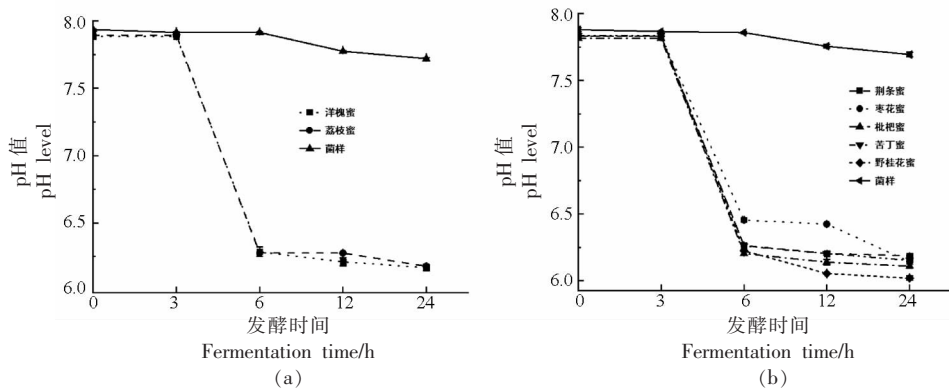 8.0
7.5
7.0
6.5
6.0
pH 值
pH level
洋槐蜜
荔枝蜜
菌样
0 3 6 12 24
发酵时间
Fermentation time/h
(a)
8.0
7.5
7.0
6.5
6.0
pH 值
pH level
荆条蜜
枣花蜜
枇杷蜜
苦丁蜜
野桂花蜜
菌样
0 3 6 12 24
发酵时间
Fermentation time/h
(b)